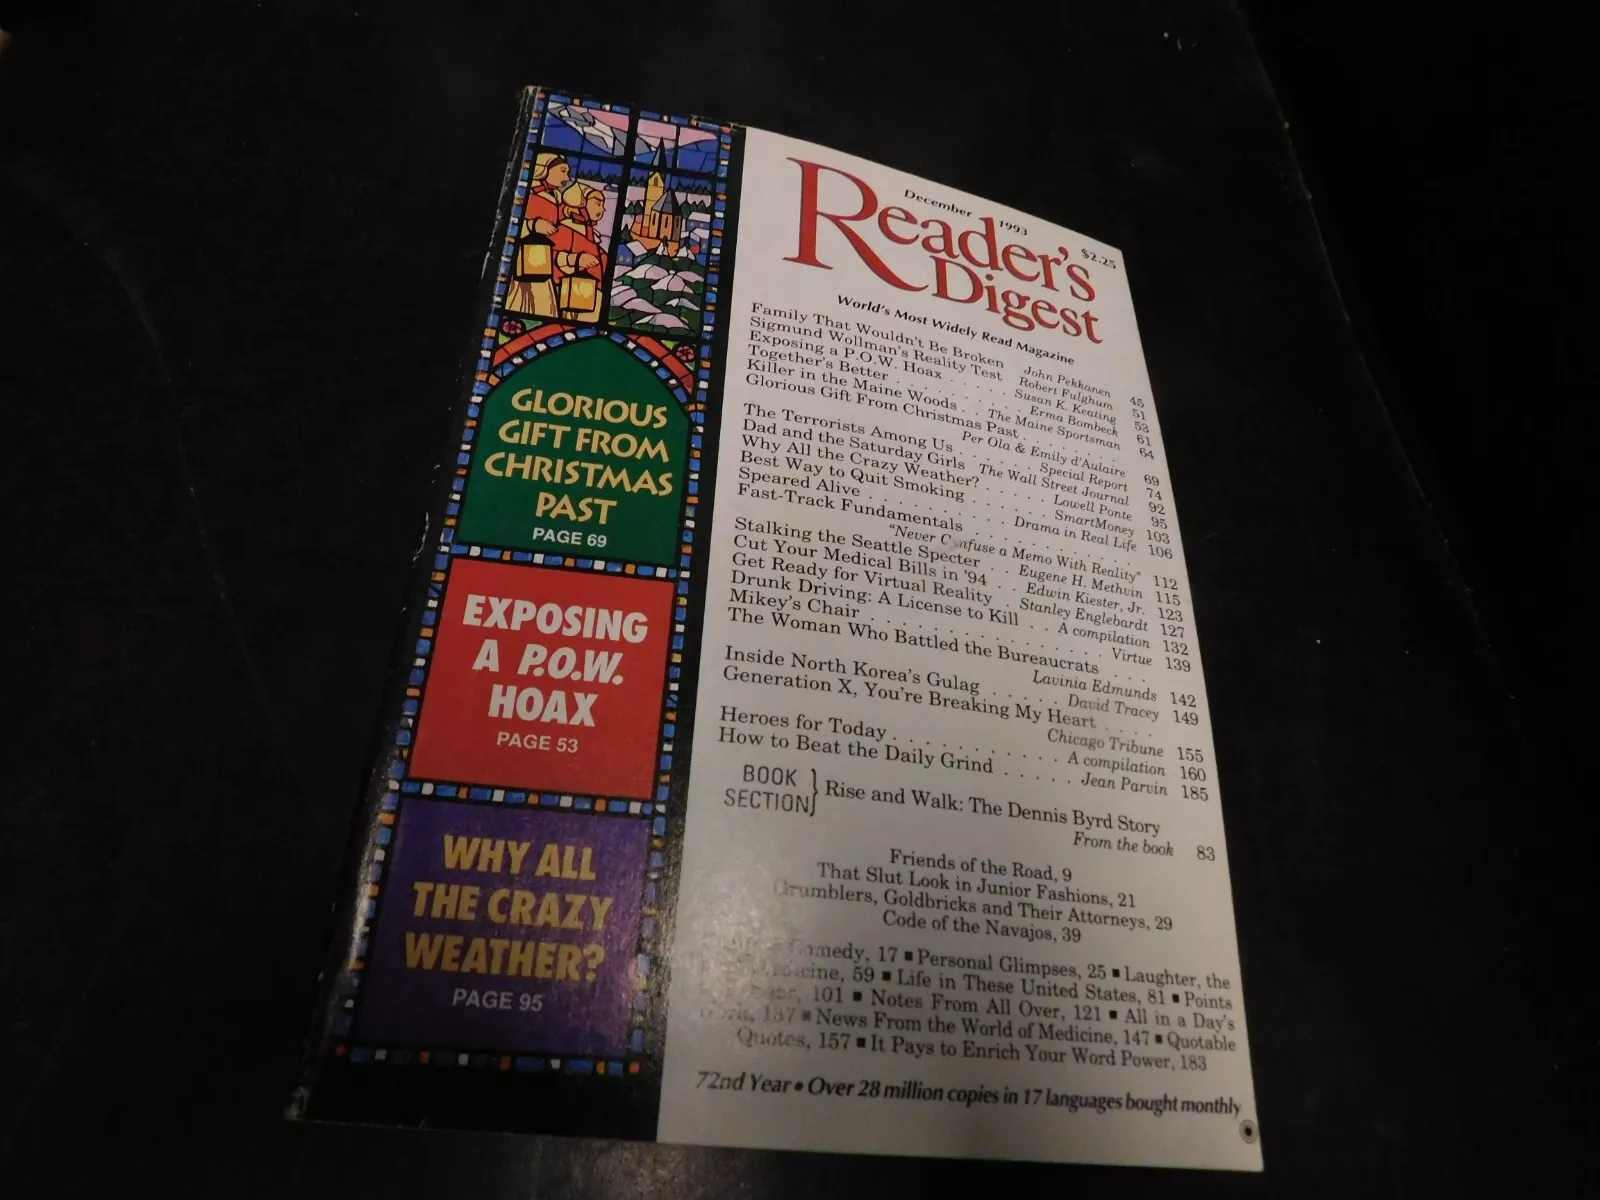 GLORIOUS
GIFT FROM
CHRISTMAS
PAST
PAGE 69
EXPOSING
A P.O.W.
HOAX
PAGE 53
WHY ALL
THE CRAZY
WEATHER?
PAGE 95
December 1993 $2.25
Reader's
Digest
World's Most Widely Read Magazine
Family That Wouldn't Be Broken John Pekkanen 45
Sigmund Wollman's Reality Test Robert Fulghum 51
Exposing a P.O.W. Hoax . . . . Susan K. Keating 53
Together's Better . . . . . . . . . Erma Bombeck 61
Killer in the Maine Woods . . The Maine Sportsman 64
Glorious Gift From Christmas Past . . . . . . . .
Per Ola & Emily d'Aulaire 69
The Terrorists Among Us . . . . . . Special Report 74
Dad and the Saturday Girls The Wall Street Journal 92
Why All the Crazy Weather? . . . . . Lowell Ponte 95
Best Way to Quit Smoking . . . . . . SmartMoney 103
Speared Alive . . . . . . . . . Drama in Real Life 106
Fast-Track Fundamentals . . . . . . . . . .
"Never Confuse a Memo With Reality" 112
Stalking the Seattle Specter . . Eugene H. Methvin 115
Cut Your Medical Bills in '94 . . Edwin Kiester, Jr. 123
Get Ready for Virtual Reality . Stanley Englebardt 127
Drunk Driving: A License to Kill . . A compilation 132
Mikey's Chair . . . . . . . . . . . . . . . Virtue 139
The Woman Who Battled the Bureaucrats . . .
Lavinia Edmunds 142
Inside North Korea's Gulag . . . . . David Tracey 149
Generation X, You're Breaking My Heart . . . .
Chicago Tribune 155
Heroes for Today . . . . . . . . . . . A compilation 160
How to Beat the Daily Grind . . . . . Jean Parvin 185
BOOK
SECTION
Rise and Walk: The Dennis Byrd Story
From the book 83
Friends of the Road, 9
That Slut Look in Junior Fashions, 21
Grumblers, Goldbricks and Their Attorneys, 29
Code of the Navajos, 39
Comedy, 17 ■ Personal Glimpses, 25 ■ Laughter, the
Medicine, 59 ■ Life in These United States, 81 ■ Points
101 ■ Notes From All Over, 121 ■ All in a Day's
Work, 137 ■ News From the World of Medicine, 147 ■ Quotable
Quotes, 157 ■ It Pays to Enrich Your Word Power, 183
72nd Year • Over 28 million copies in 17 languages bought monthly